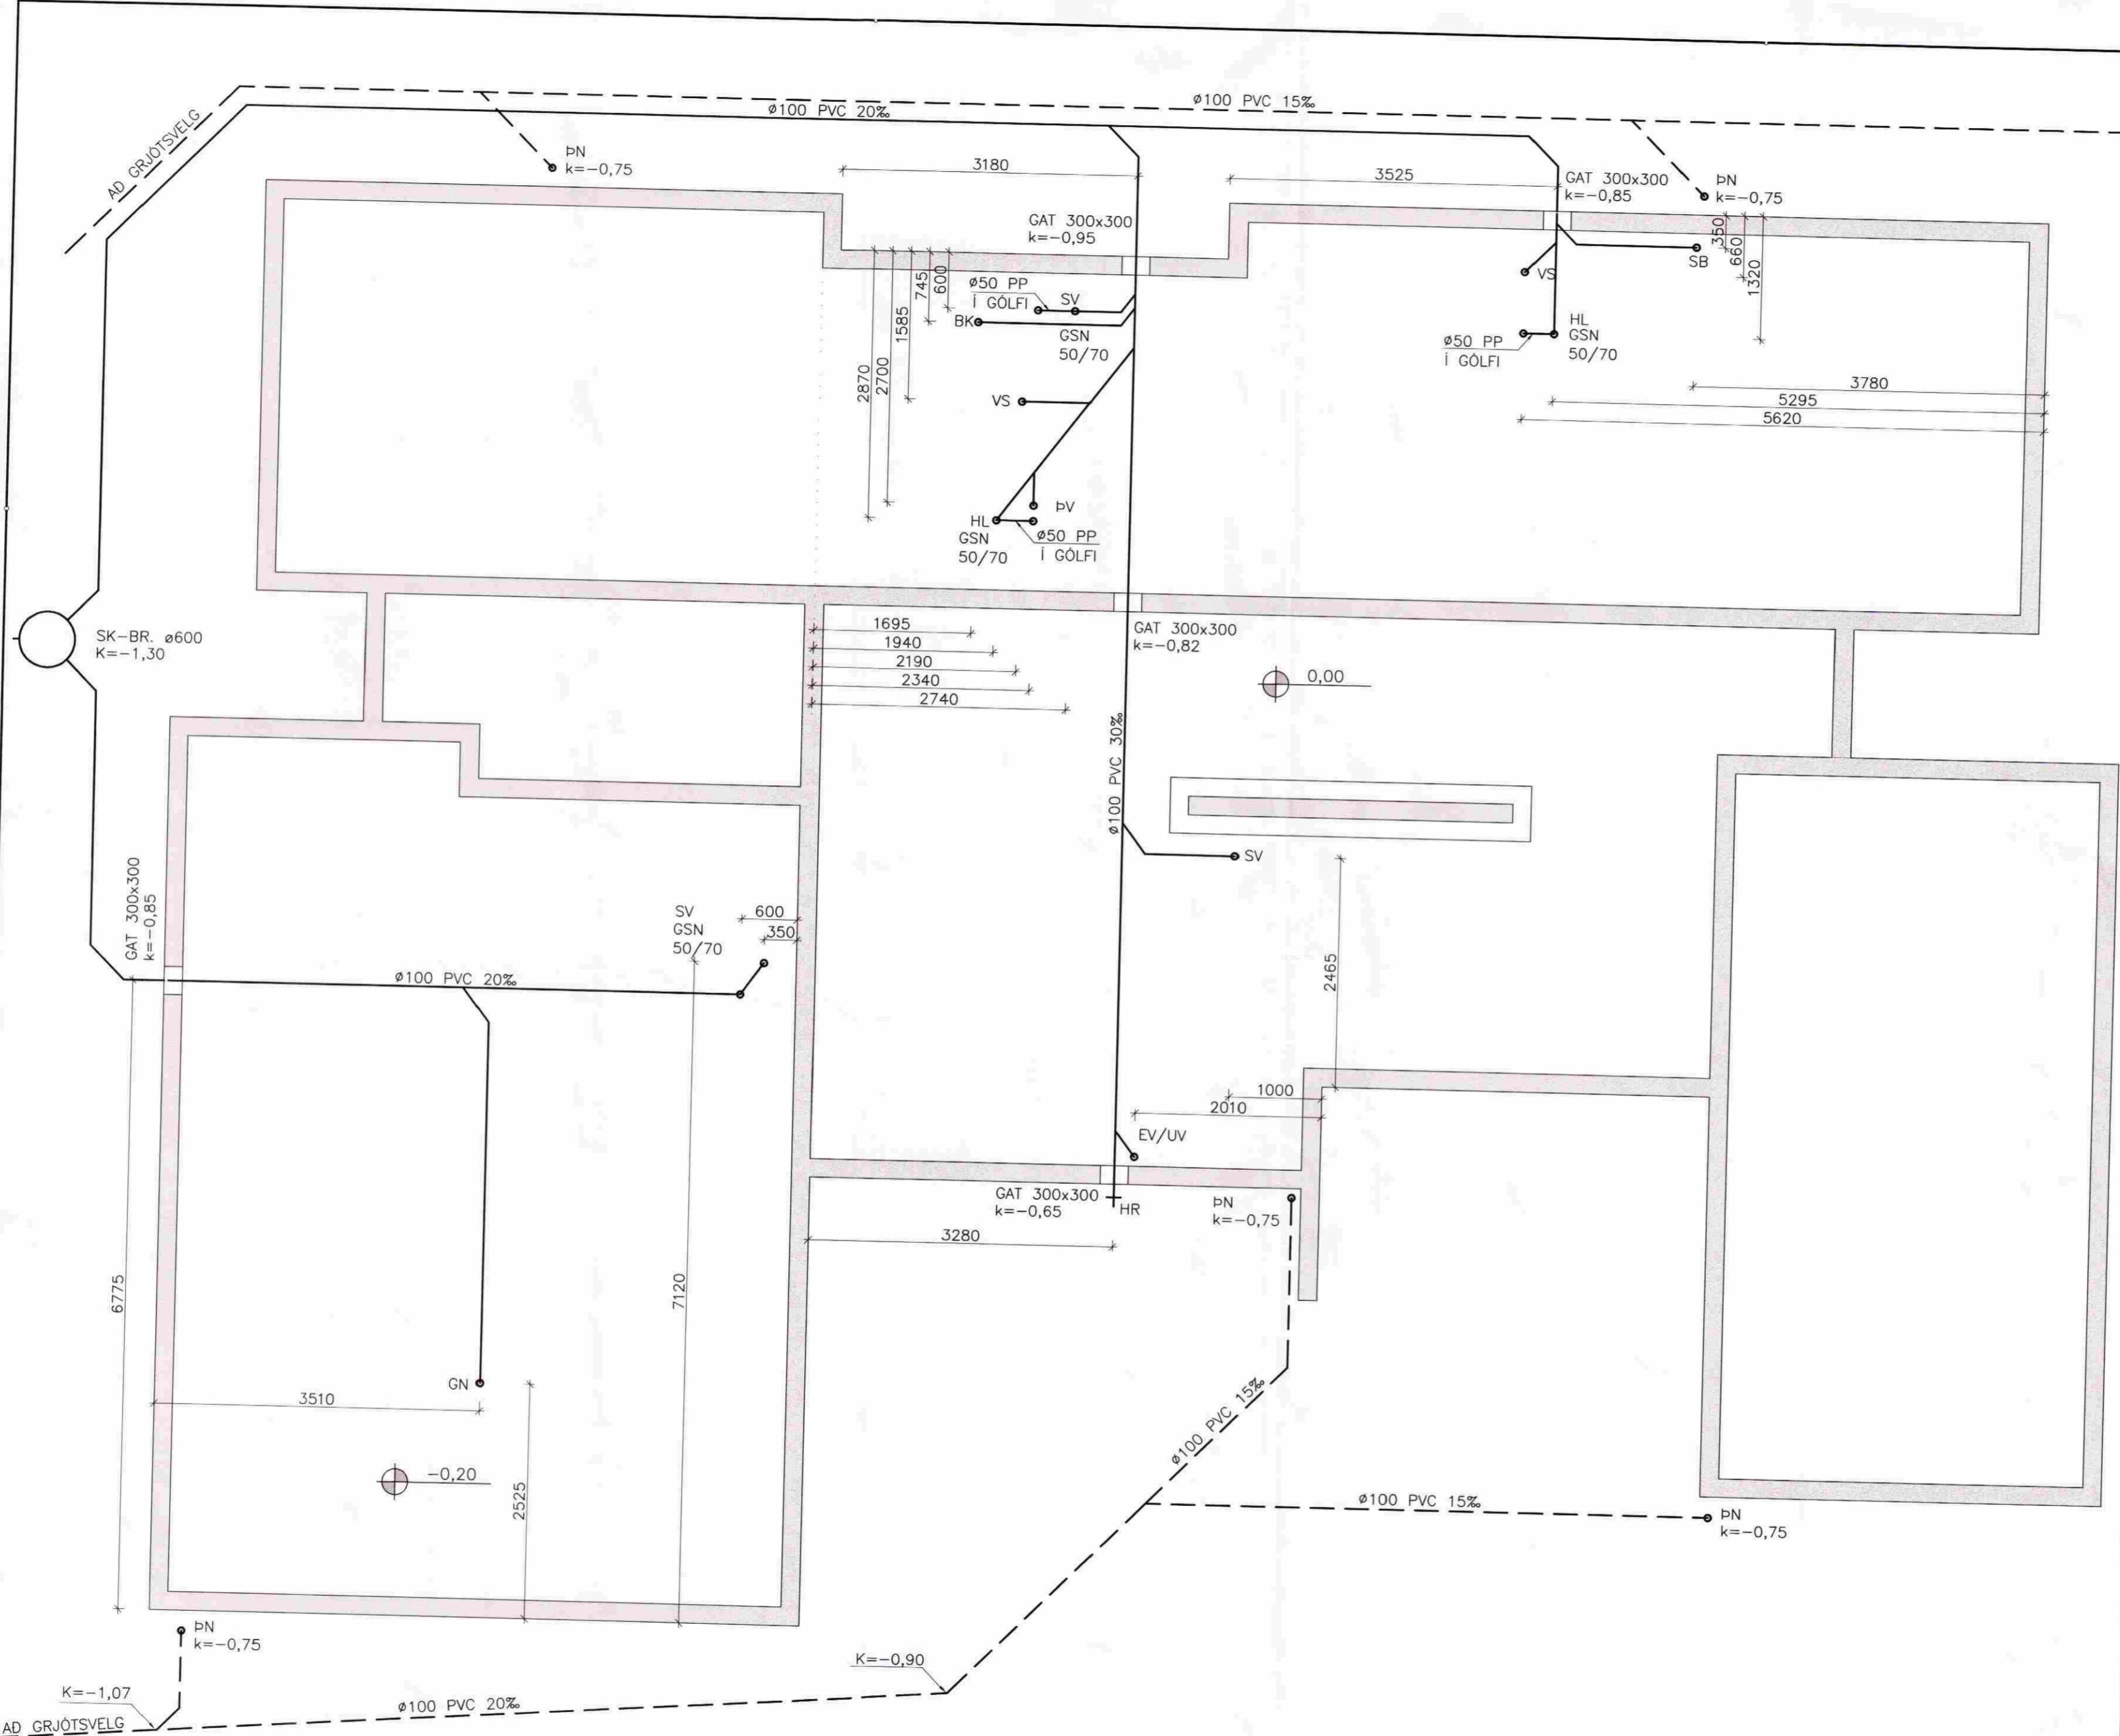 ø100 PVC 15‰
ø100 PVC 20‰
AÐ GRJÓTSVELG
ÞN
k=-0,75
3180
3525
GAT 300x300
k=-0,85
ÞN
k=-0,75
GAT 300x300
k=-0,95
350
660
1320
SB
VS
600
745
1585
2700
2870
ø50 PP
Í GÓLFI
SV
BK
GSN
50/70
HL
GSN
50/70
ø50 PP
Í GÓLFI
3780
5295
5620
VS
ÞV
HL
GSN
50/70
ø50 PP
Í GÓLFI
SK-BR. ø600
K=-1,30
1695
1940
2190
2340
2740
GAT 300x300
k=-0,82
0,00
ø100 PVC 30‰
SV
GAT 300x300
k=-0,85
SV
GSN
50/70
600
350
ø100 PVC 20‰
2465
1000
2010
EV/UV
GAT 300x300
k=-0,65
HR
ÞN
k=-0,75
3280
6775
7120
GN
3510
-0,20
2525
ø100 PVC 15‰
ø100 PVC 15‰
ÞN
k=-0,75
ÞN
k=-0,75
K=-0,90
K=-1,07
ø100 PVC 20‰
AÐ GRJÓTSVELG